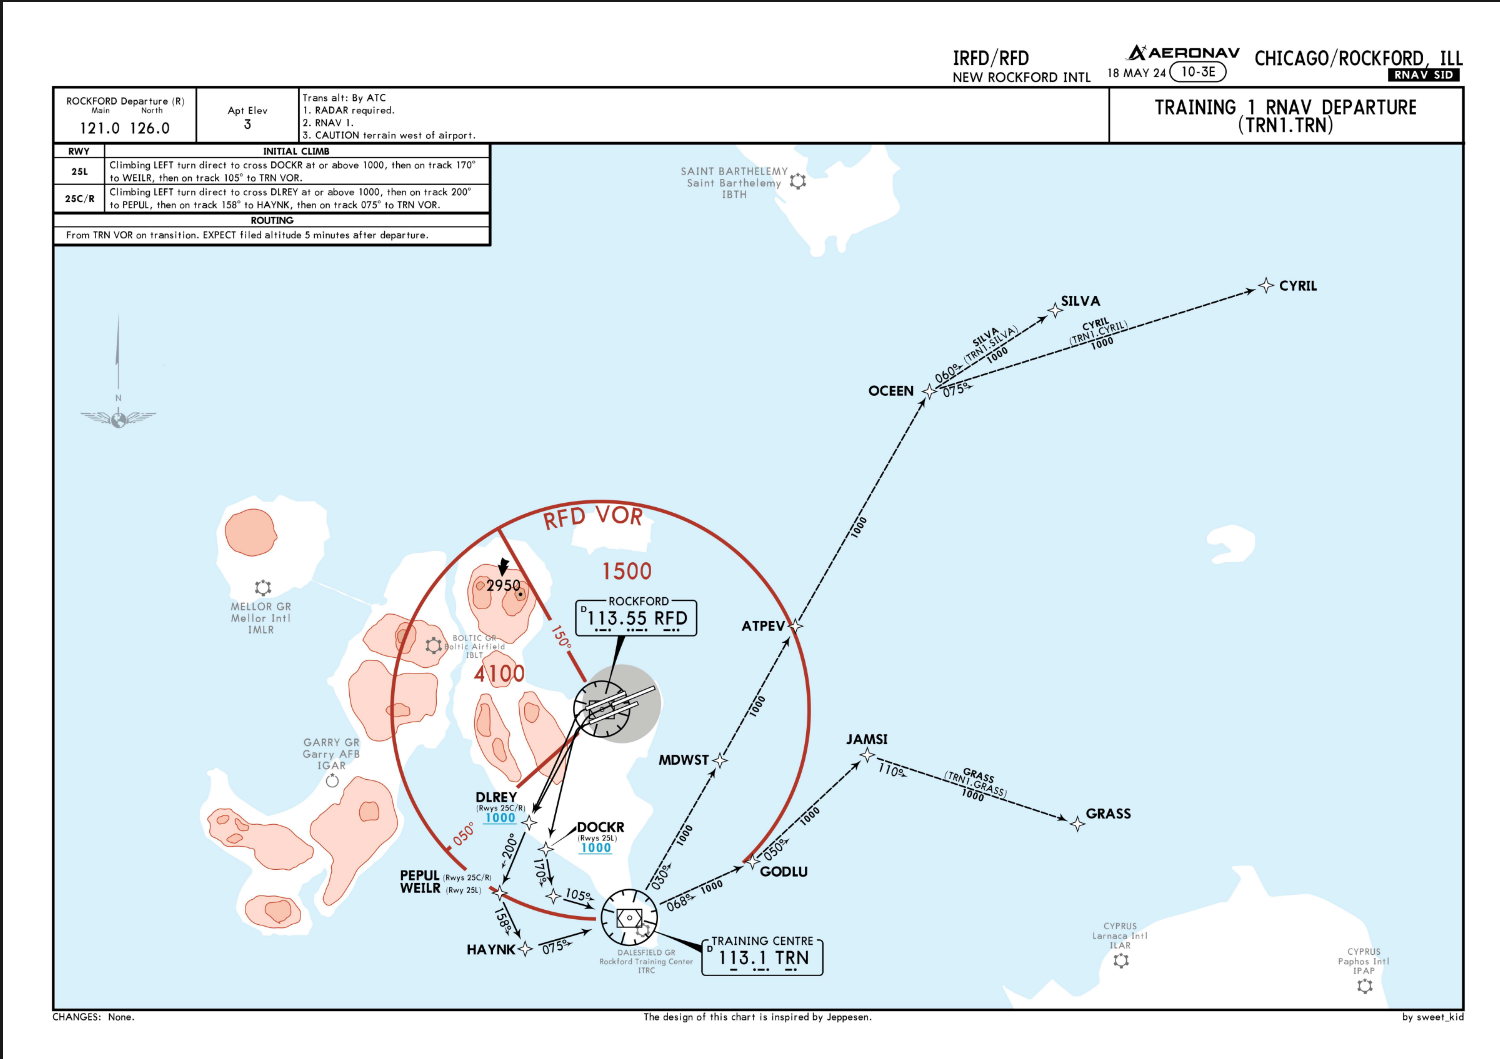 IRFD/RFD
NEW ROCKFORD INTL
AERONAV
18 MAY 24 10-3E
CHICAGO/ROCKFORD, ILL
RNAV SID
ROCKFORD Departure (R)
Main North
121.0 126.0
Apt Elev
3
Trans alt: By ATC
1. RADAR required.
2. RNAV 1.
3. CAUTION terrain west of airport.
TRAINING 1 RNAV DEPARTURE
(TRN1.TRN)
RWY INITIAL CLIMB
25L
Climbing LEFT turn direct to cross DOCKR at or above 1000, then on track 170°
to WEILR, then on track 105° to TRN VOR.
25C/R
Climbing LEFT turn direct to cross DLREY at or above 1000, then on track 200°
to PEPUL, then on track 158° to HAYNK, then on track 075° to TRN VOR.
ROUTING
From TRN VOR on transition. EXPECT filed altitude 5 minutes after departure.
SAINT BARTHELEMY
Saint Barthelemy
IBTH
N
CYRIL
SILVA
SILVA
(TRN1.SILVA)
1000
CYRIL
(TRN1.CYRIL)
1000
060°
075°
OCEEN
1000
RFD VOR
1500
2950
ROCKFORD
D 113.55 RFD
150°
MELLOR GR
Mellor Intl
IMLR
BOLTIC GR
Boltic Airfield
IBLT
4100
ATPEV
1000
GARRY GR
Garry AFB
IGAR
MDWST
1000
JAMSI
110°
GRASS
(TRN1.GRASS)
1000
GRASS
DLREY
(Rwys 25C/R)
1000
DOCKR
(Rwys 25L)
1000
050°
200°
170°
1000
050°
GODLU
PEPUL (Rwys 25C/R)
WEILR (Rwy 25L)
105°
030°
068°
1000
158°
HAYNK
075°
DALESFIELD GR
Rockford Training Center
ITRC
TRAINING CENTRE
D 113.1 TRN
CYPRUS
Larnaca Intl
ILAR
CYPRUS
Paphos Intl
IPAP
CHANGES: None.
The design of this chart is inspired by Jeppesen.
by sweet_kid